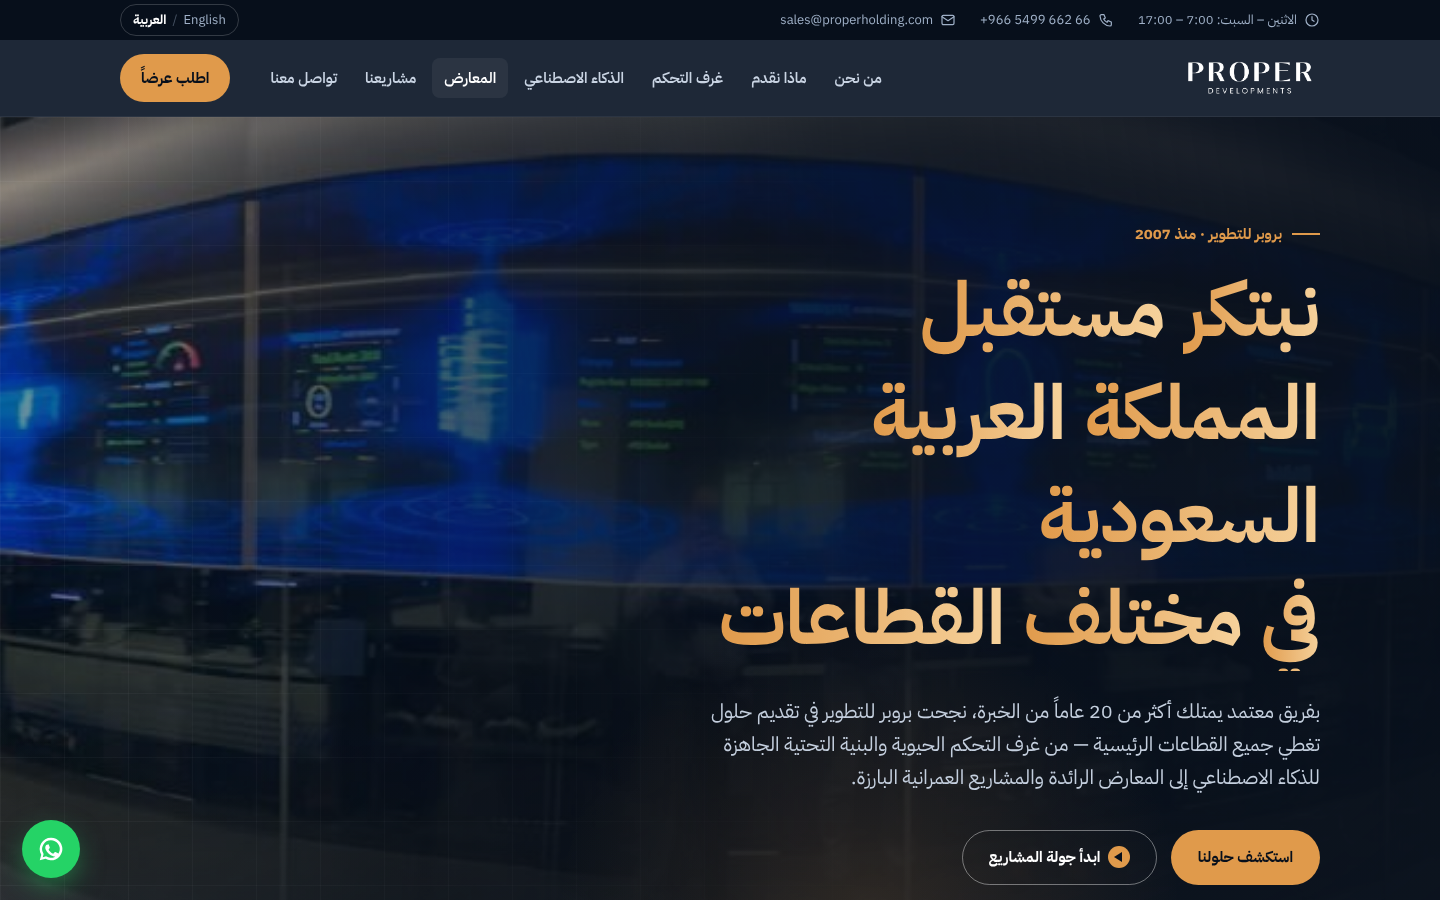 الاثنين – السبت: 7:00 – 17:00
+966 5499 662 66
sales@properholding.com
English / العربية
PROPER
DEVELOPMENTS
من نحن
ماذا نقدم
غرف التحكم
الذكاء الاصطناعي
المعارض
مشاريعنا
تواصل معنا
اطلب عرضاً
بروبر للتطوير · منذ 2007
نبتكر مستقبل
المملكة العربية
السعودية
في مختلف القطاعات
بفريق معتمد يمتلك أكثر من 20 عاماً من الخبرة، نجحت بروبر للتطوير في تقديم حلول
تغطي جميع القطاعات الرئيسية — من غرف التحكم الحيوية والبنية التحتية الجاهزة
للذكاء الاصطناعي إلى المعارض الرائدة والمشاريع العمرانية البارزة.
استكشف حلولنا
ابدأ جولة المشاريع